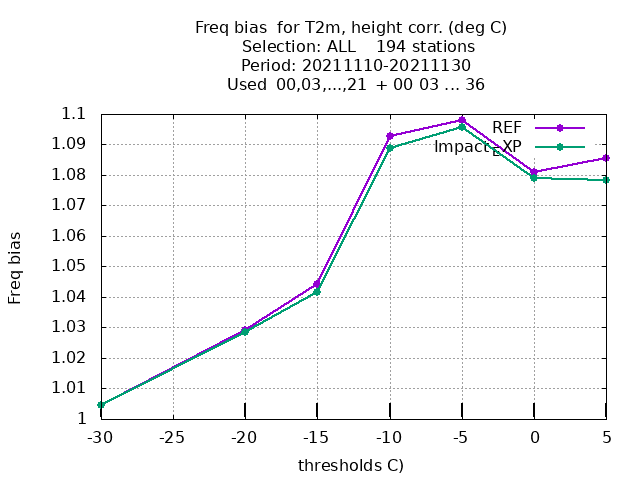 Freq bias  for T2m, height corr. (deg C)
Selection: ALL    194 stations
Period: 20211110-20211130
Used  00,03,...,21  + 00 03 ... 36
REF
Impact_XP
Freq bias
1.1
1.09
1.08
1.07
1.06
1.05
1.04
1.03
1.02
1.01
1
-30
-25
-20
-15
-10
-5
0
5
thresholds C)